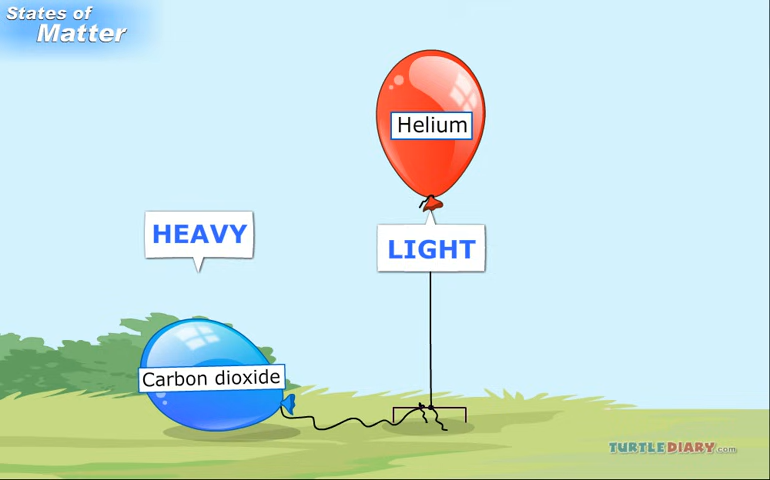 States of
Matter
Helium
HEAVY
LIGHT
Carbon dioxide
TURTLEDIARY.com